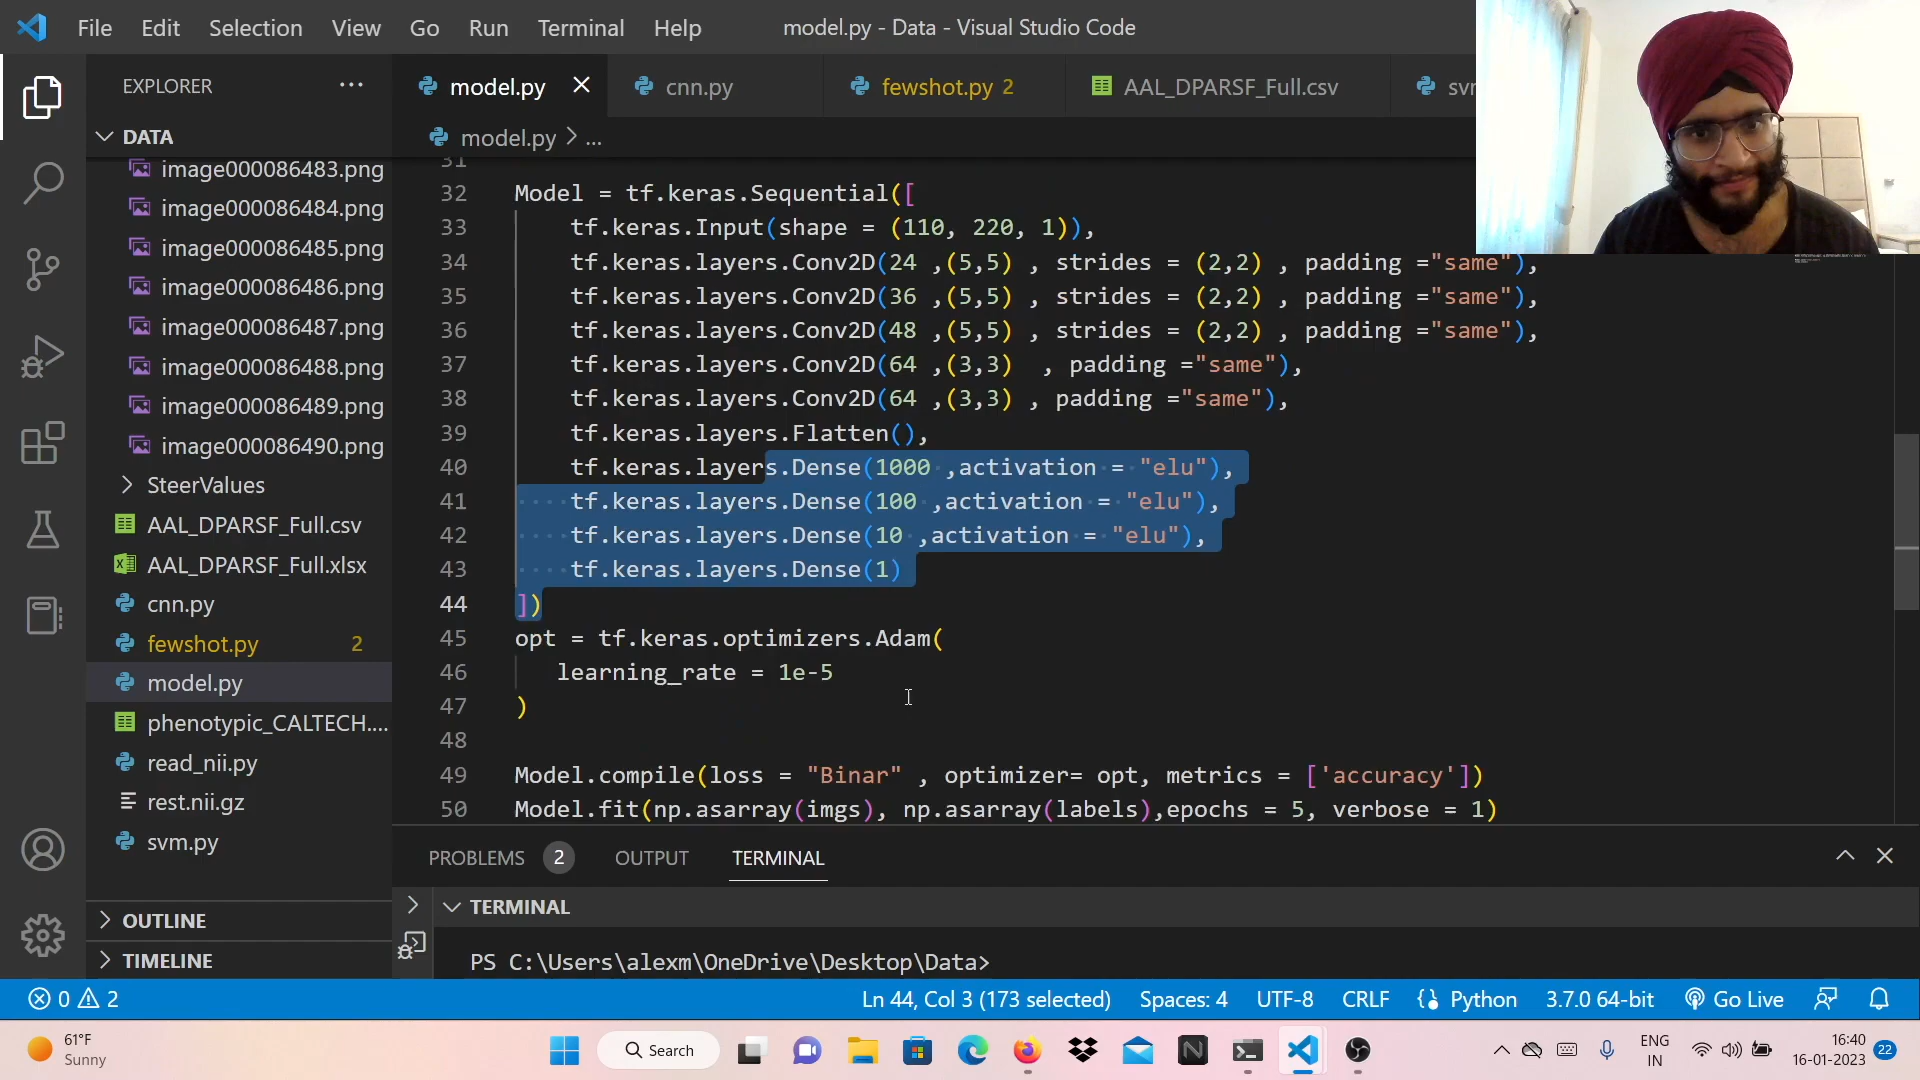 File Edit Selection View Go Run Terminal Help
model.py - Data - Visual Studio Code
EXPLORER
model.py
cnn.py
fewshot.py 2
AAL_DPARSF_Full.csv
DATA
model.py > ...
image000086483.png
image000086484.png
image000086485.png
image000086486.png
image000086487.png
image000086488.png
image000086489.png
image000086490.png
SteerValues
AAL_DPARSF_Full.csv
AAL_DPARSF_Full.xlsx
cnn.py
fewshot.py 2
model.py
phenotypic_CALTECH....
read_nii.py
rest.nii.gz
svm.py
OUTLINE
TIMELINE
31
32 Model = tf.keras.Sequential([
33 tf.keras.Input(shape = (110, 220, 1)),
34 tf.keras.layers.Conv2D(24 ,(5,5) , strides = (2,2) , padding ="same"),
35 tf.keras.layers.Conv2D(36 ,(5,5) , strides = (2,2) , padding ="same"),
36 tf.keras.layers.Conv2D(48 ,(5,5) , strides = (2,2) , padding ="same"),
37 tf.keras.layers.Conv2D(64 ,(3,3)  , padding ="same"),
38 tf.keras.layers.Conv2D(64 ,(3,3) , padding ="same"),
39 tf.keras.layers.Flatten(),
40 tf.keras.layers.Dense(1000 ,activation = "elu"),
41 tf.keras.layers.Dense(100 ,activation = "elu"),
42 tf.keras.layers.Dense(10 ,activation = "elu"),
43 tf.keras.layers.Dense(1)
44 ])
45 opt = tf.keras.optimizers.Adam(
46 learning_rate = 1e-5
47 )
48
49 Model.compile(loss = "Binar" , optimizer= opt, metrics = ['accuracy'])
50 Model.fit(np.asarray(imgs), np.asarray(labels),epochs = 5, verbose = 1)
PROBLEMS 2 OUTPUT TERMINAL
TERMINAL
PS C:\Users\alexm\OneDrive\Desktop\Data>
0 2
Ln 44, Col 3 (173 selected) Spaces: 4 UTF-8 CRLF Python 3.7.0 64-bit Go Live
61°F
Sunny
Search
ENG
IN
16:40
16-01-2023
22